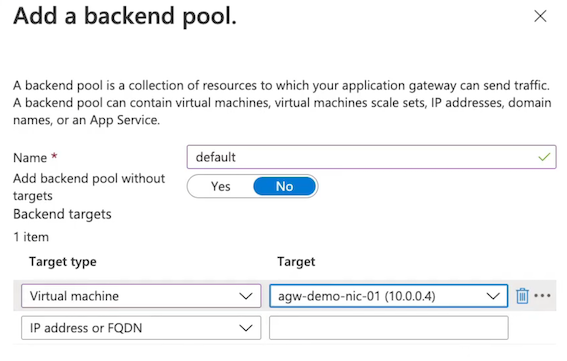 Add a backend pool.
A backend pool is a collection of resources to which your application gateway can send traffic.
A backend pool can contain virtual machines, virtual machines scale sets, IP addresses, domain
names, or an App Service.
Name *
default
Add backend pool without
targets
Yes
No
Backend targets
1 item
Target type
Target
Virtual machine
agw-demo-nic-01 (10.0.0.4)
IP address or FQDN